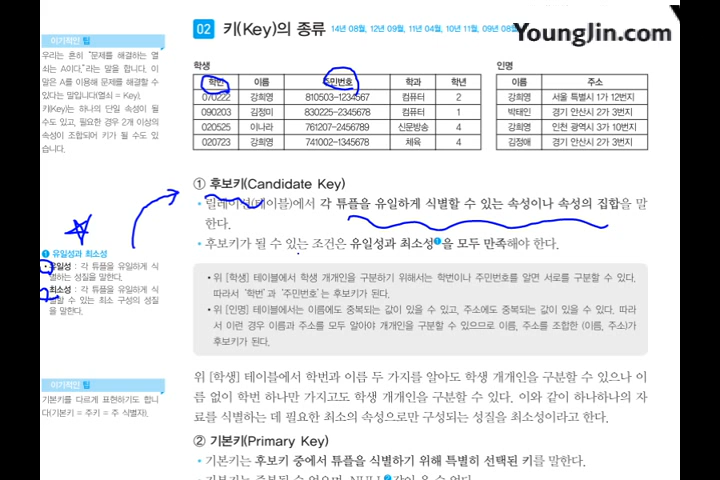 이기적인 팁
우리는 흔히 “문제를 해결하는 열
쇠는 A이다.”라는 말을 합니다. 이
말은 A를 이용해 문제를 해결할 수
있다는 말입니다(열쇠 = Key).
키(Key)는 하나의 단일 속성이 될
수도 있고, 필요한 경우 2개 이상의
속성이 조합되어 키가 될 수도 있
습니다.
❶ 유일성과 최소성
• 유일성 : 각 튜플을 유일하게 식
별하는 성질을 말한다.
• 최소성 : 각 튜플을 유일하게 식
별할 수 있는 최소 구성의 성질
을 말한다.
이기적인 팁
기본키를 다르게 표현하기도 합니
다(기본키 = 주키 = 주 식별자).
02 키(Key)의 종류 14년 08월, 12년 09월, 11년 04월, 10년 11월, 09년 08월
YoungJin.com
학생
학번 이름 주민번호 학과 학년
070222 강희영 810503-1234567 컴퓨터 2
090203 김정미 830225-2345678 컴퓨터 1
020525 이나라 761207-2456789 신문방송 4
020723 강희영 741002-1345678 체육 4
인명
이름 주소
강희영 서울 특별시 1가 12번지
박태인 경기 안산시 2가 3번지
강희영 인천 광역시 3가 10번지
김정애 경기 안산시 2가 3번지
① 후보키(Candidate Key)
• 릴레이션(테이블)에서 각 튜플을 유일하게 식별할 수 있는 속성이나 속성의 집합을 말
한다.
• 후보키가 될 수 있는 조건은 유일성과 최소성❶을 모두 만족해야 한다.
• 위 [학생] 테이블에서 학생 개개인을 구분하기 위해서는 학번이나 주민번호를 알면 서로를 구분할 수 있다.
따라서 ‘학번’과 ‘주민번호’는 후보키가 된다.
• 위 [인명] 테이블에서는 이름에도 중복되는 값이 있을 수 있고, 주소에도 중복되는 값이 있을 수 있다. 따라
서 이런 경우 이름과 주소를 모두 알아야 개개인을 구분할 수 있으므로 이름, 주소를 조합한 (이름, 주소)가
후보키가 된다.
위 [학생] 테이블에서 학번과 이름 두 가지를 알아도 학생 개개인을 구분할 수 있으나 이
름 없이 학번 하나만 가지고도 학생 개개인을 구분할 수 있다. 이와 같이 하나하나의 자
료를 식별하는 데 필요한 최소의 속성으로만 구성되는 성질을 최소성이라고 한다.
② 기본키(Primary Key)
• 기본키는 후보키 중에서 튜플을 식별하기 위해 특별히 선택된 키를 말한다.